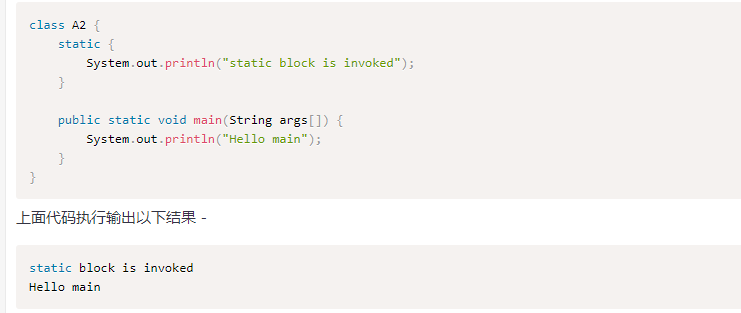 class A2 {
    static {
        System.out.println("static block is invoked");
    }
    public static void main(String args[]) {
        System.out.println("Hello main");
    }
}
上面代码执行输出以下结果 -
static block is invoked
Hello main